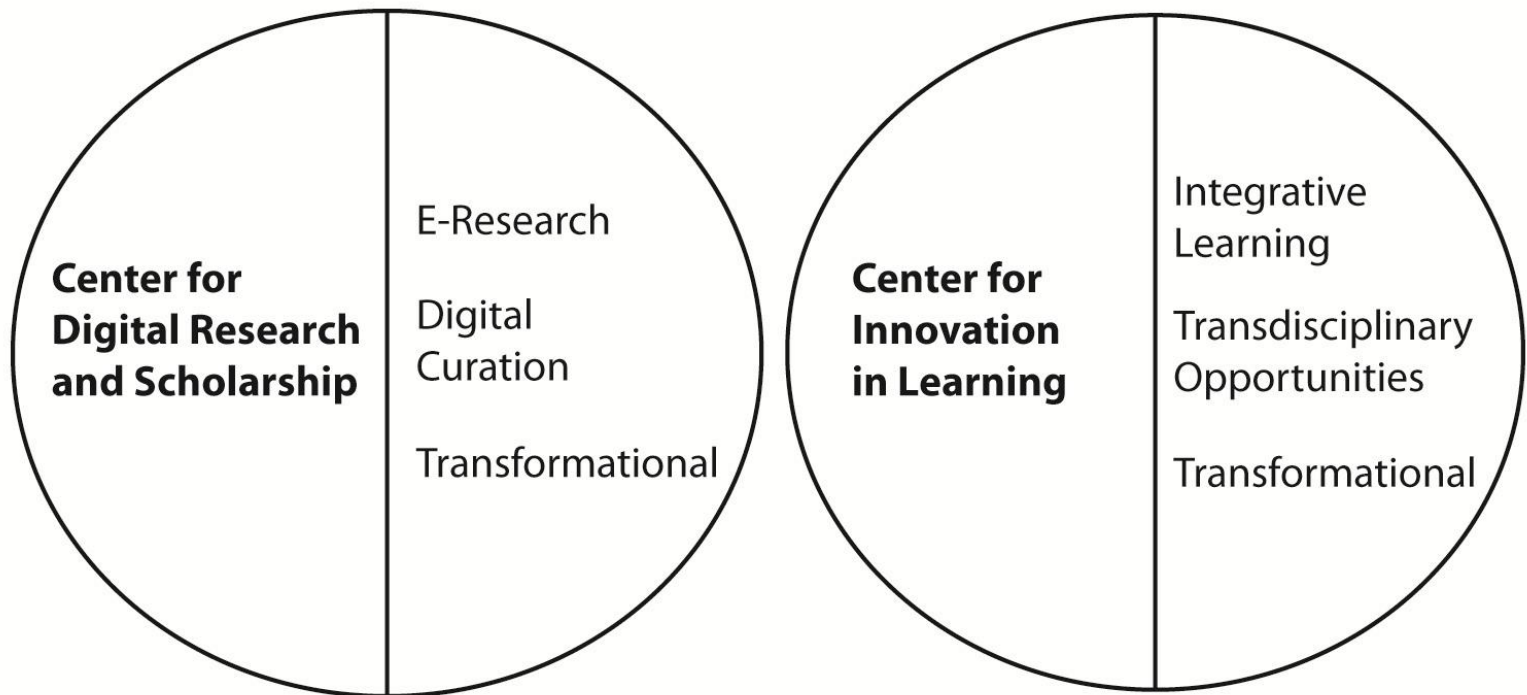 Center for
Digital Research
and Scholarship
E-Research
Digital
Curation
Transformational
Center for
Innovation
in Learning
Integrative
Learning
Transdisciplinary
Opportunities
Transformational